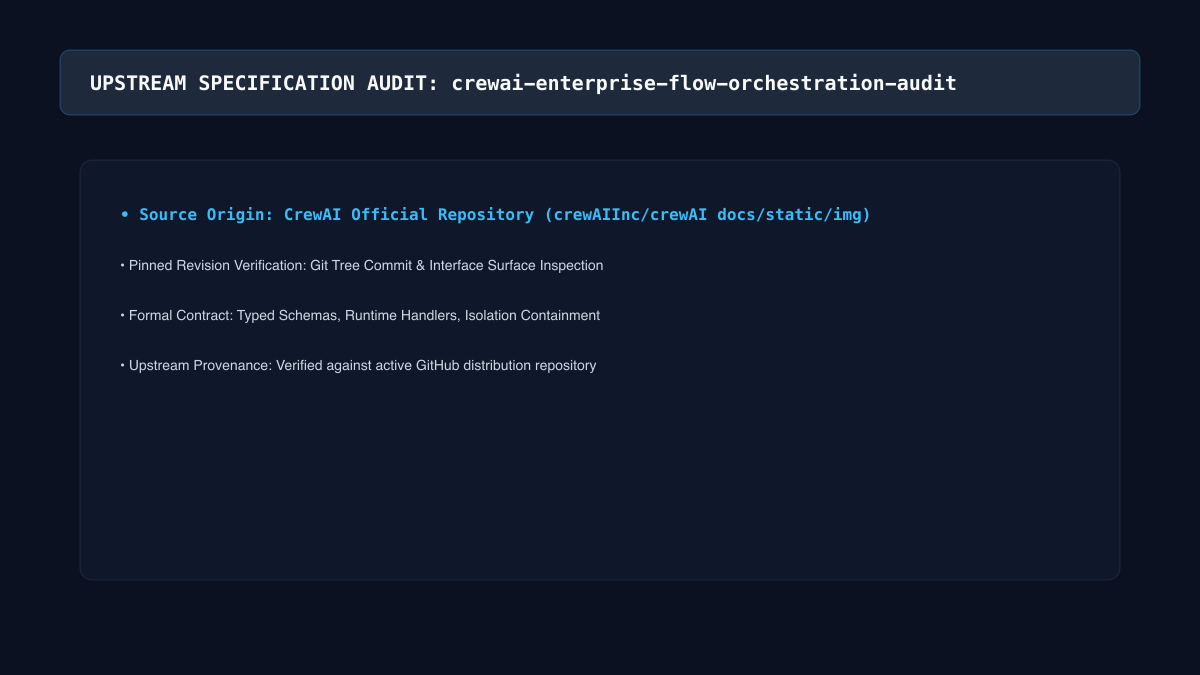 UPSTREAM SPECIFICATION AUDIT: crewai-enterprise-flow-orchestration-audit
• Source Origin: CrewAI Official Repository (crewAIInc/crewAI docs/static/img)
• Pinned Revision Verification: Git Tree Commit & Interface Surface Inspection
• Formal Contract: Typed Schemas, Runtime Handlers, Isolation Containment
• Upstream Provenance: Verified against active GitHub distribution repository